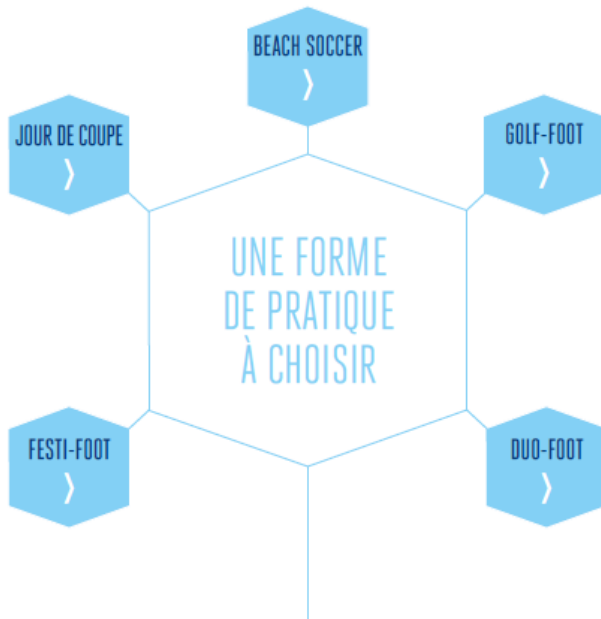 BEACH SOCCER
JOUR DE COUPE
GOLF-FOOT
UNE FORME
DE PRATIQUE
À CHOISIR
FESTI-FOOT
DUO-FOOT